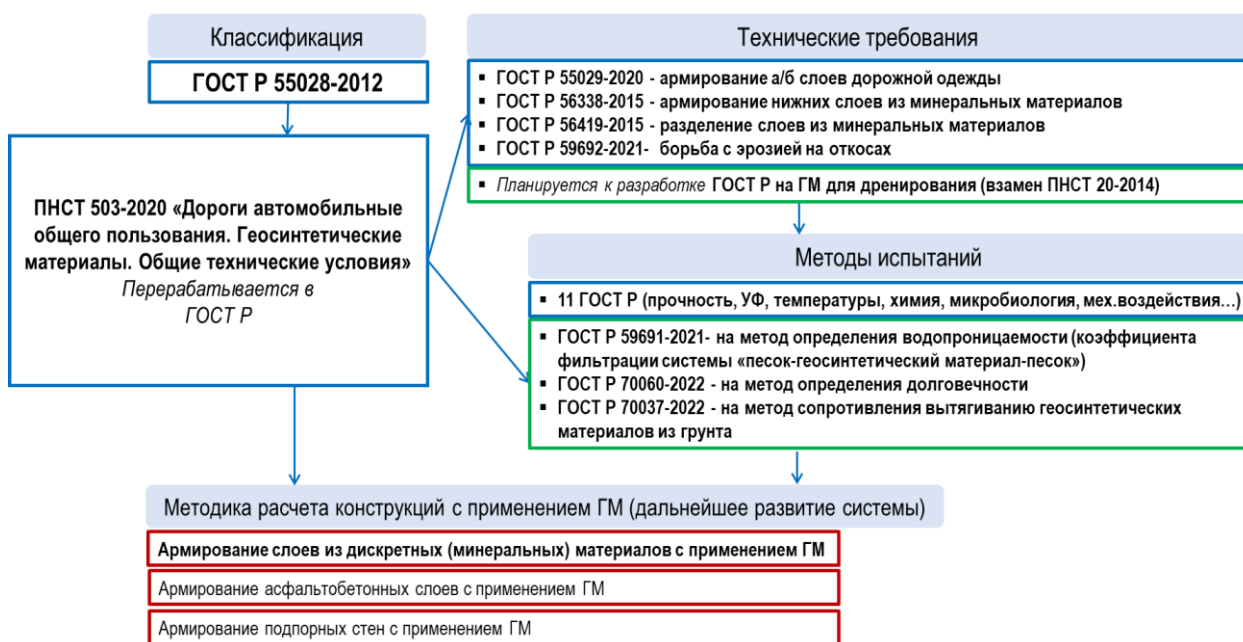 Классификация
ГОСТ Р 55028-2012
ПНСТ 503-2020 «Дороги автомобильные
общего пользования. Геосинтетические
материалы. Общие технические условия»
Перерабатывается в
ГОСТ Р
Технические требования
▪ ГОСТ Р 55029-2020 - армирование а/б слоев дорожной одежды
▪ ГОСТ Р 56338-2015 - армирование нижних слоев из минеральных материалов
▪ ГОСТ Р 56419-2015 - разделение слоев из минеральных материалов
▪ ГОСТ Р 59692-2021- борьба с эрозией на откосах
▪ Планируется к разработке ГОСТ Р на ГМ для дренирования (взамен ПНСТ 20-2014)
Методы испытаний
▪ 11 ГОСТ Р (прочность, УФ, температуры, химия, микробиология, мех.воздействия…)
▪ ГОСТ Р 59691-2021- на метод определения водопроницаемости (коэффициента
фильтрации системы «песок-геосинтетический материал-песок»)
▪ ГОСТ Р 70060-2022 - на метод определения долговечности
▪ ГОСТ Р 70037-2022 - на метод сопротивления вытягиванию геосинтетических
материалов из грунта
Методика расчета конструкций с применением ГМ (дальнейшее развитие системы)
Армирование слоев из дискретных (минеральных) материалов с применением ГМ
Армирование асфальтобетонных слоев с применением ГМ
Армирование подпорных стен с применением ГМ